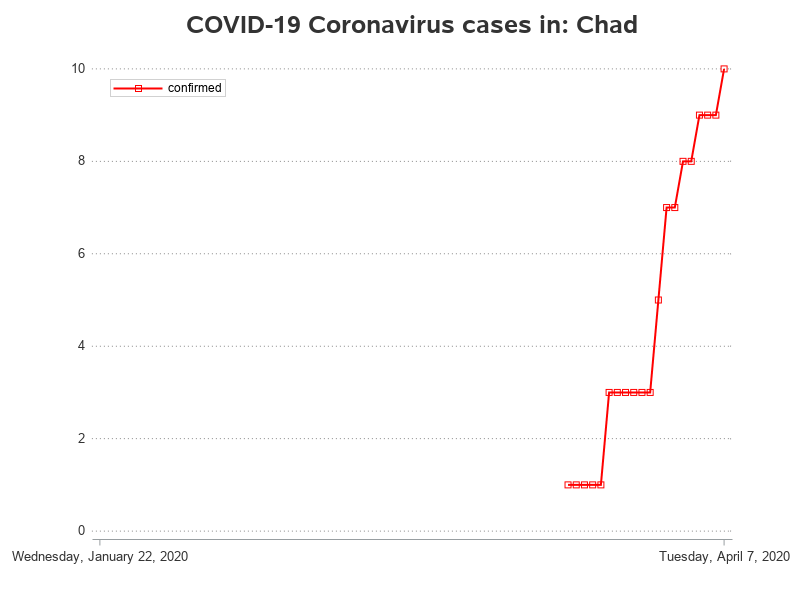 COVID-19 Coronavirus cases in: Chad
10
confirmed
8
6
4
2
0
Wednesday, January 22, 2020
Tuesday, April 7, 2020